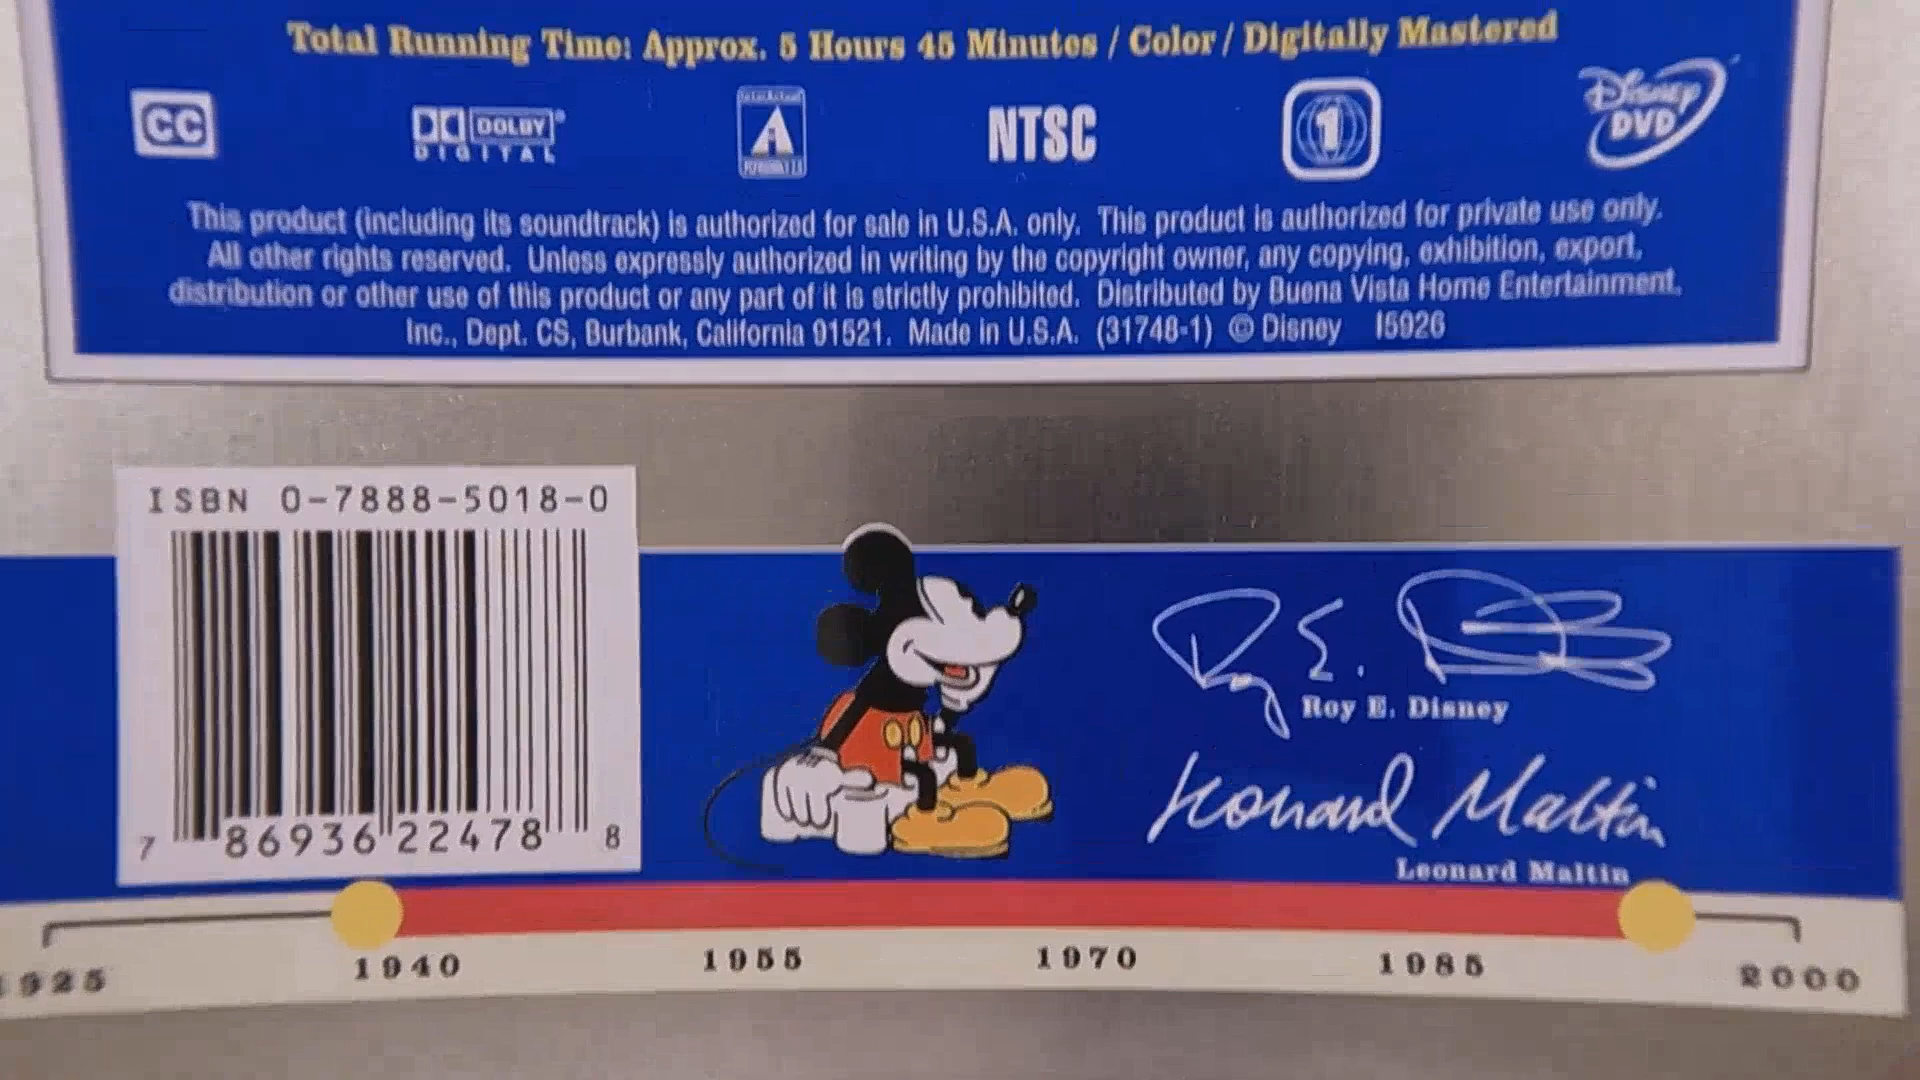 Total Running Time: Approx. 5 Hours 45 Minutes / Color / Digitally Mastered
CC
DOLBY
DIGITAL
A
NTSC
1
Disney
DVD
This product (including its soundtrack) is authorized for sale in U.S.A. only. This product is authorized for private use only.
All other rights reserved. Unless expressly authorized in writing by the copyright owner, any copying, exhibition, export,
distribution or other use of this product or any part of it is strictly prohibited. Distributed by Buena Vista Home Entertainment,
Inc., Dept. CS, Burbank, California 91521. Made in U.S.A. (31748-1) © Disney 15926
ISBN 0-7888-5018-0
7 86936 22478 8
Roy E. Disney
Leonard Maltin
Leonard Maltin
1925 1940 1955 1970 1985 2000